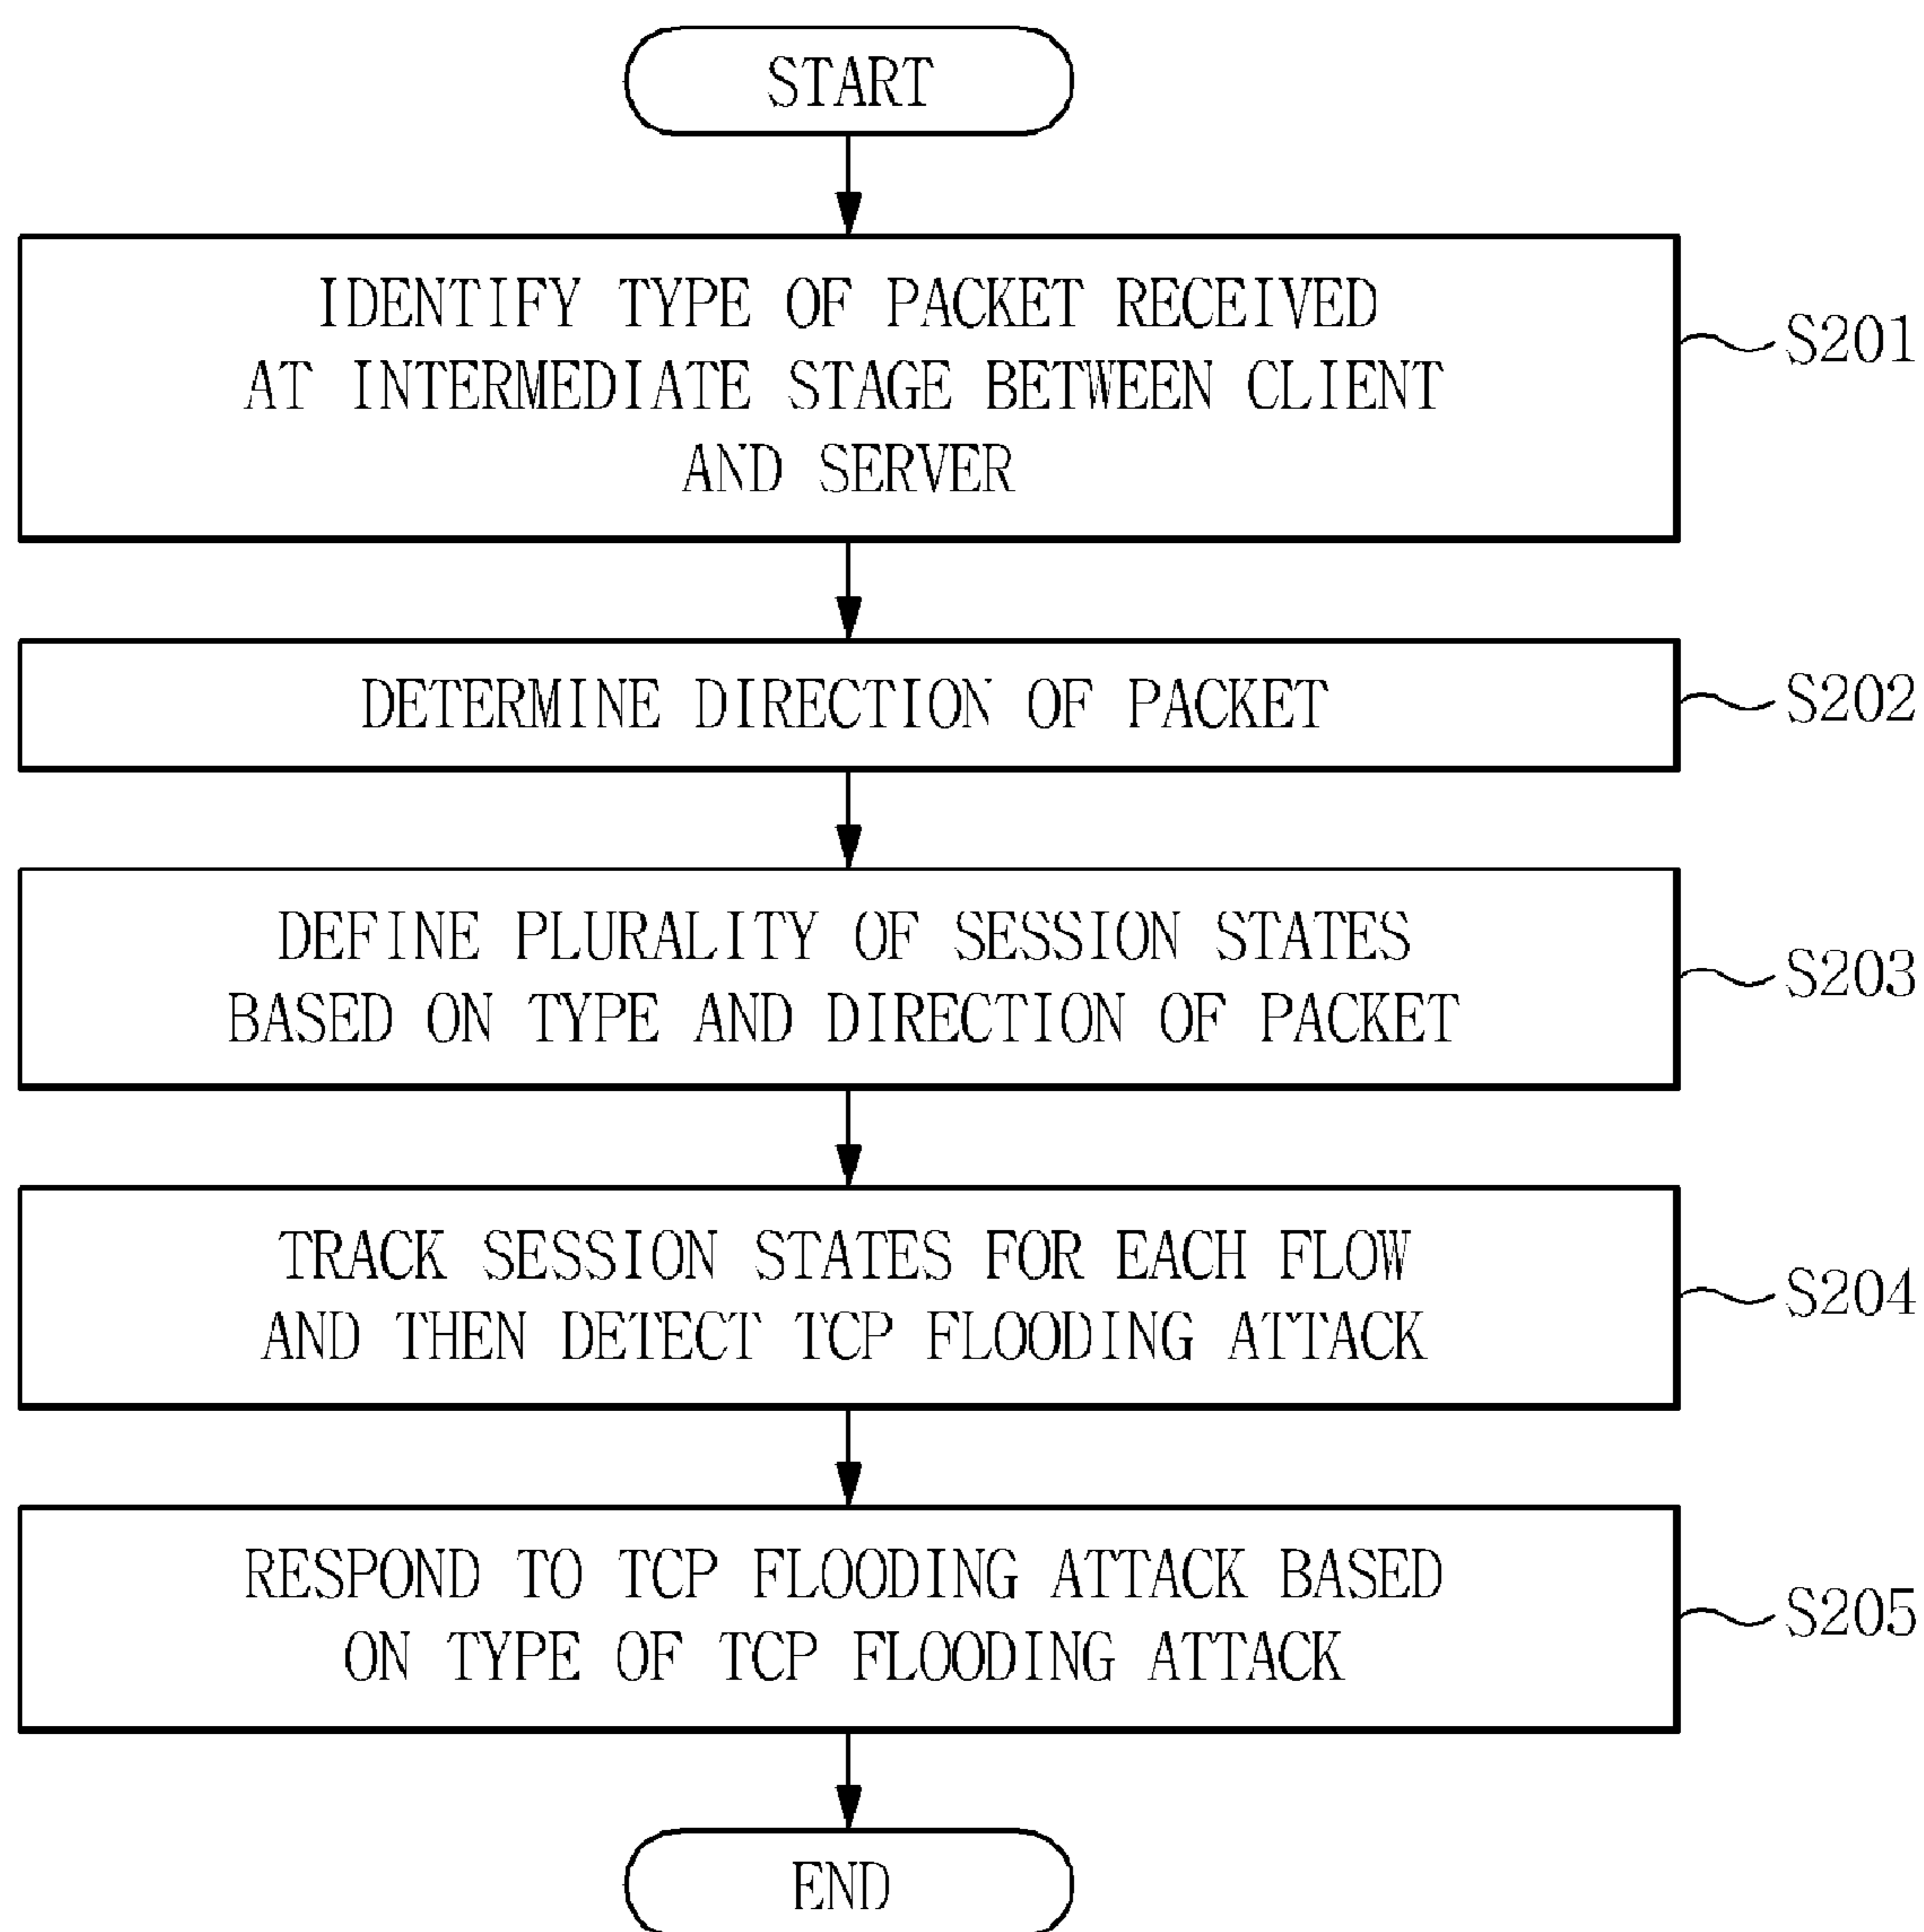 START
IDENTIFY TYPE OF PACKET RECEIVED
AT INTERMEDIATE STAGE BETWEEN CLIENT
AND SERVER
S201
DETERMINE DIRECTION OF PACKET
S202
DEFINE PLURALITY OF SESSION STATES
BASED ON TYPE AND DIRECTION OF PACKET
S203
TRACK SESSION STATES FOR EACH FLOW
AND THEN DETECT TCP FLOODING ATTACK
S204
RESPOND TO TCP FLOODING ATTACK BASED
ON TYPE OF TCP FLOODING ATTACK
S205
END